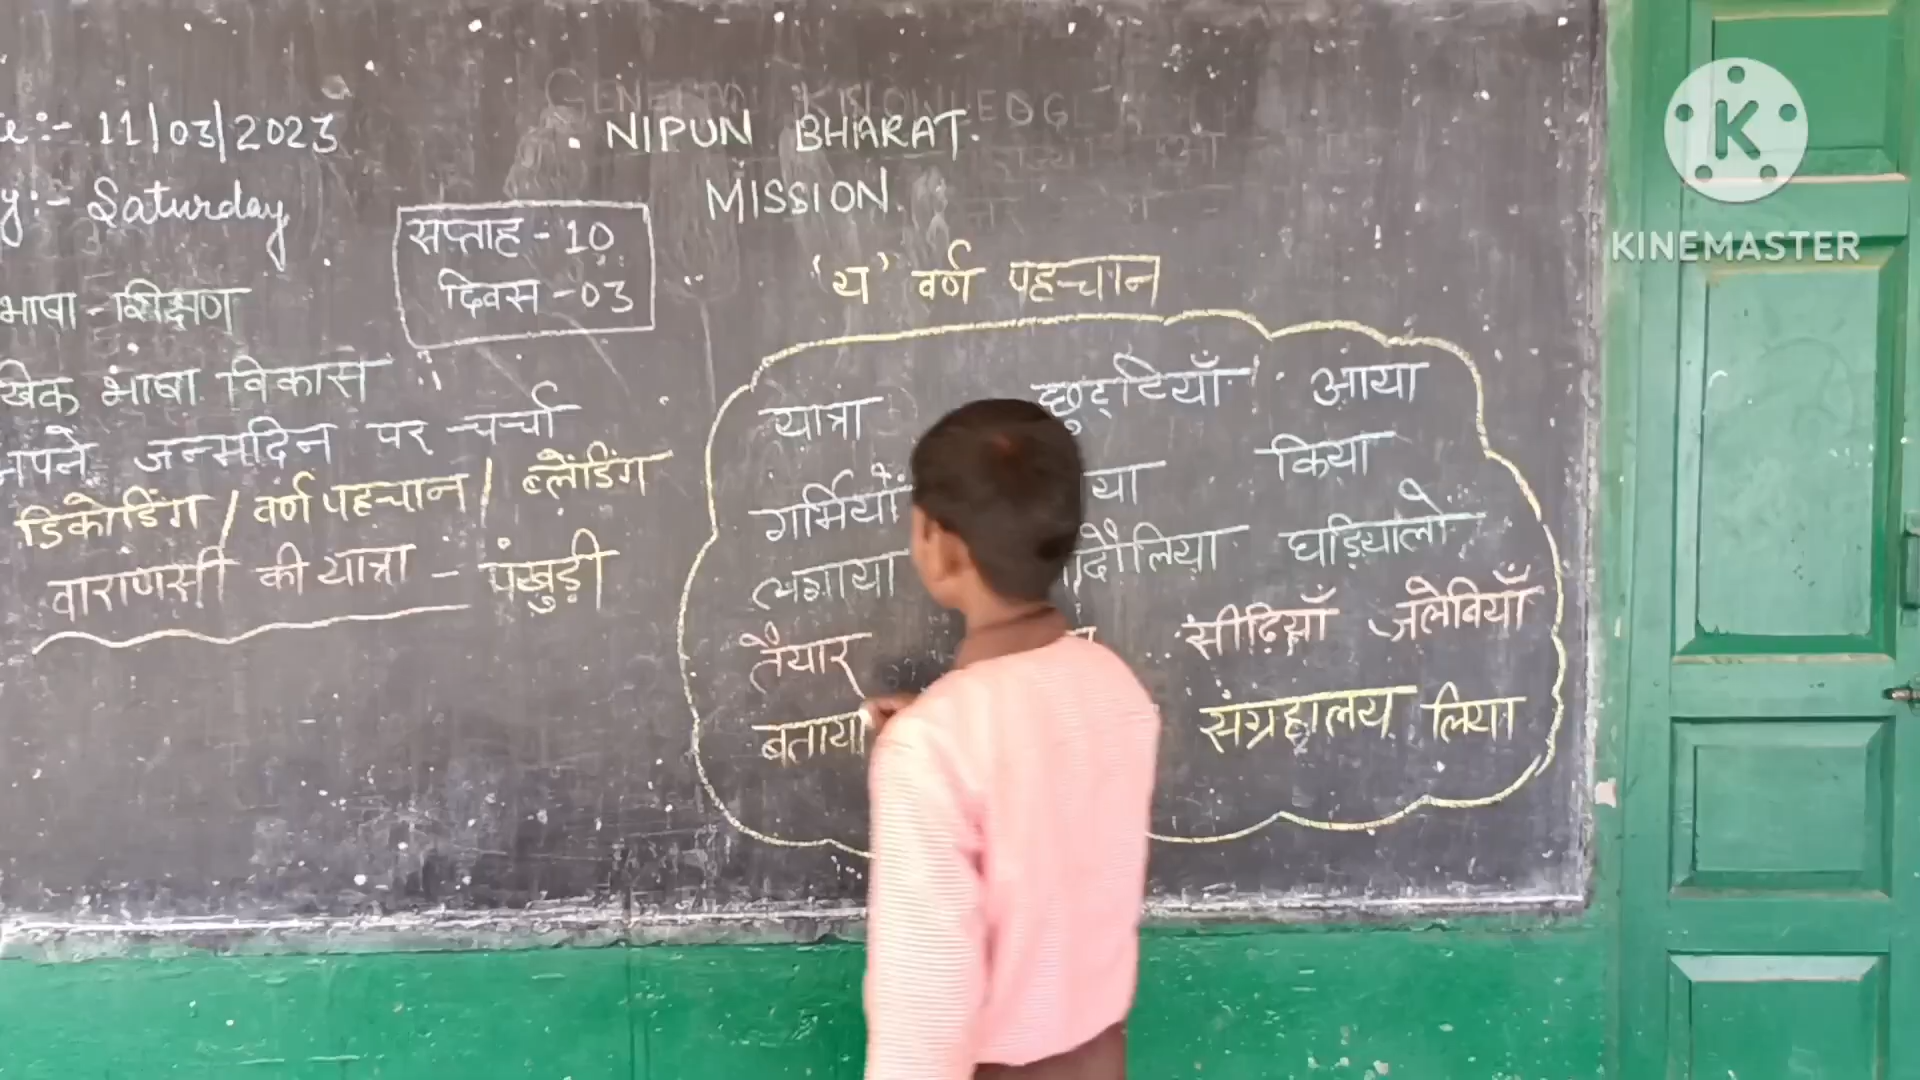 11/03/2023
Saturday
भाषा - शिक्षण
भाषा विकास
जन्मदिन पर चर्चा
डिकोडिंग / वर्ण पहचान / ब्लेंडिंग
वाराणसी की यात्रा - पंखुड़ी
सप्ताह - 10
दिवस - 03
NIPUN BHARAT
MISSION.
'य' वर्ण पहचान
यात्रा छुट्टियाँ आया
गर्मियों किया
लगाया घड़ियालो
तैयार सीढ़ियाँ जलेबियाँ
बताया संग्रहालय लिया
K
KINEMASTER